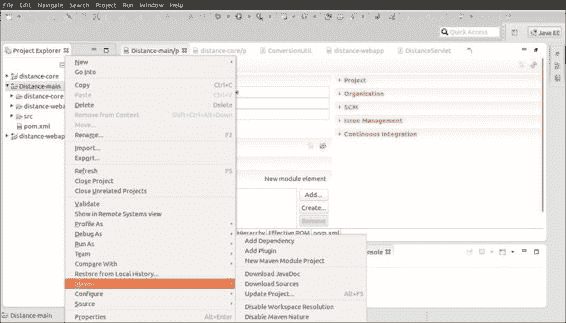 File Edit Navigate Search Project Run Window Help
Quick Access
Java EE
Project Explorer
Distance-main/p
distance-core/p
ConversionUtil
distance-webapp
DistanceServlet
distance-core
Distance-main
distance-core
distance-weba
src
pom.xml
distance-webap
New
Go Into
Copy Ctrl+C
Paste Ctrl+V
Delete Delete
Remove from Context Shift+Ctrl+Alt+Down
Move...
Rename... F2
Import...
Export...
Refresh F5
Close Project
Close Unrelated Projects
Validate
Show in Remote Systems view
Profile As
Debug As
Run As
Team
Compare With
Restore from Local History...
Maven
Configure
Source
Properties Alt+Enter
Project
Organization
SCM
Issue Management
Continuous Integration
New module element
Add...
Create...
Remove
Hierarchy Effective POM pom.xml
onsole
Add Dependency
Add Plugin
New Maven Module Project
Download JavaDoc
Download Sources
Update Project... Alt+F5
Disable Workspace Resolution
Disable Maven Nature
Distance-main